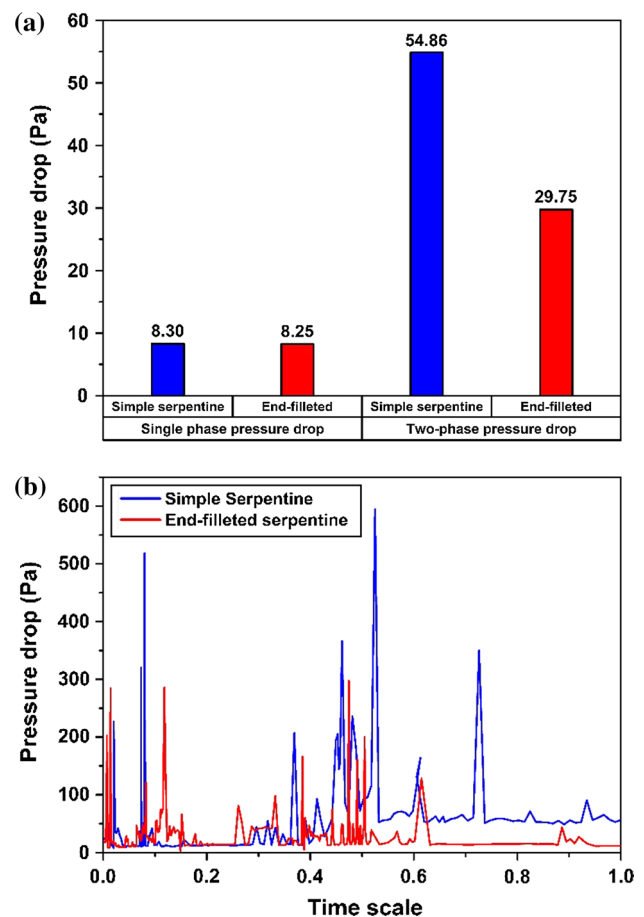 (a)
Pressure drop (Pa)
60
50
40
30
20
10
0
8.30
8.25
54.86
29.75
Simple serpentine End-filleted Simple serpentine End-filleted
Single phase pressure drop Two-phase pressure drop
(b)
Pressure drop (Pa)
600
500
400
300
200
100
0
Simple Serpentine
End-filleted serpentine
0.0 0.2 0.4 0.6 0.8 1.0
Time scale